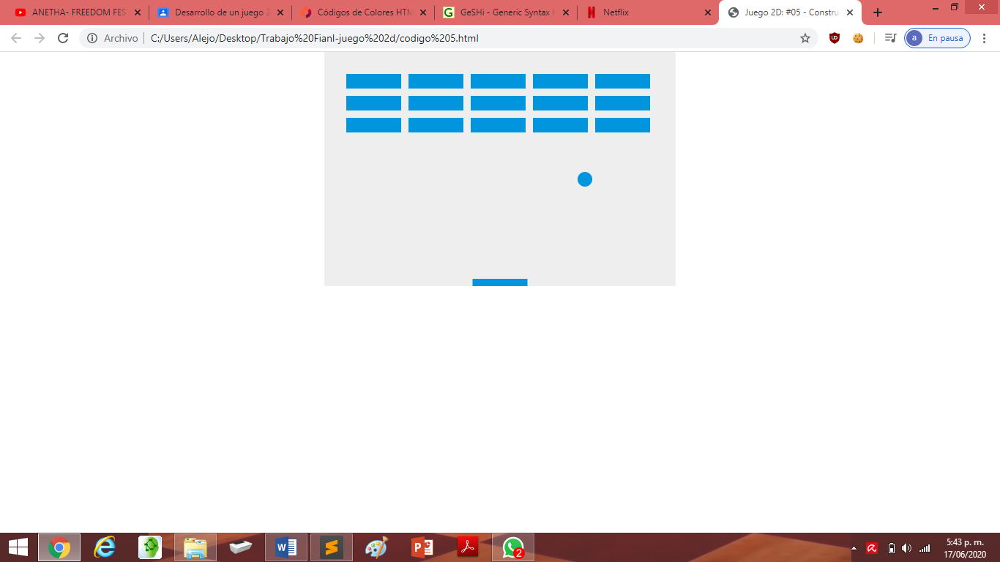 ANETHA- FREEDOM FES
Desarrollo de un juego 2
Códigos de Colores HTM
GeSHi - Generic Syntax H
Netflix
Juego 2D: #05 - Constru
Archivo
C:/Users/Alejo/Desktop/Trabajo%20Fianl-juego%202d/codigo%205.html
UD
a
En pausa
2
5:43 p. m.
17/06/2020